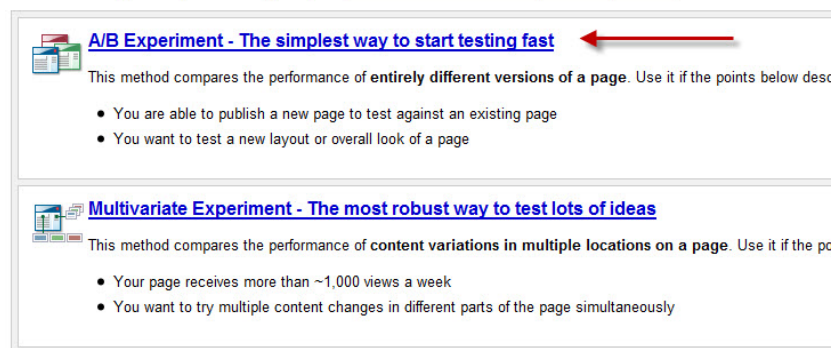 A/B Experiment - The simplest way to start testing fast
This method compares the performance of entirely different versions of a page. Use it if the points below desc
You are able to publish a new page to test against an existing page
You want to test a new layout or overall look of a page
Multivariate Experiment - The most robust way to test lots of ideas
This method compares the performance of content variations in multiple locations on a page. Use it if the po
Your page receives more than ~1,000 views a week
You want to try multiple content changes in different parts of the page simultaneously